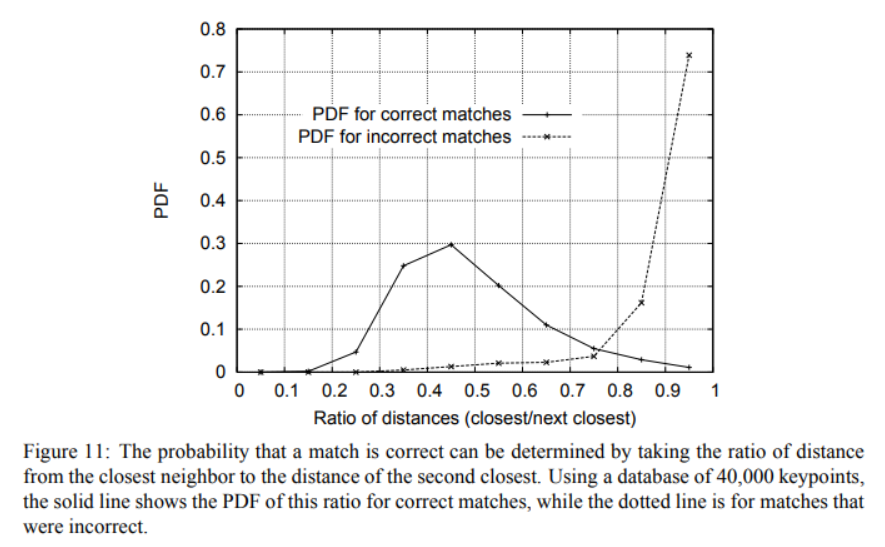 0.8
0.7
0.6
PDF for correct matches
PDF for incorrect matches
0.5
PDF
0.4
0.3
0.2
0.1
0
0 0.1 0.2 0.3 0.4 0.5 0.6 0.7 0.8 0.9 1
Ratio of distances (closest/next closest)
Figure 11: The probability that a match is correct can be determined by taking the ratio of distance
from the closest neighbor to the distance of the second closest. Using a database of 40,000 keypoints,
the solid line shows the PDF of this ratio for correct matches, while the dotted line is for matches that
were incorrect.